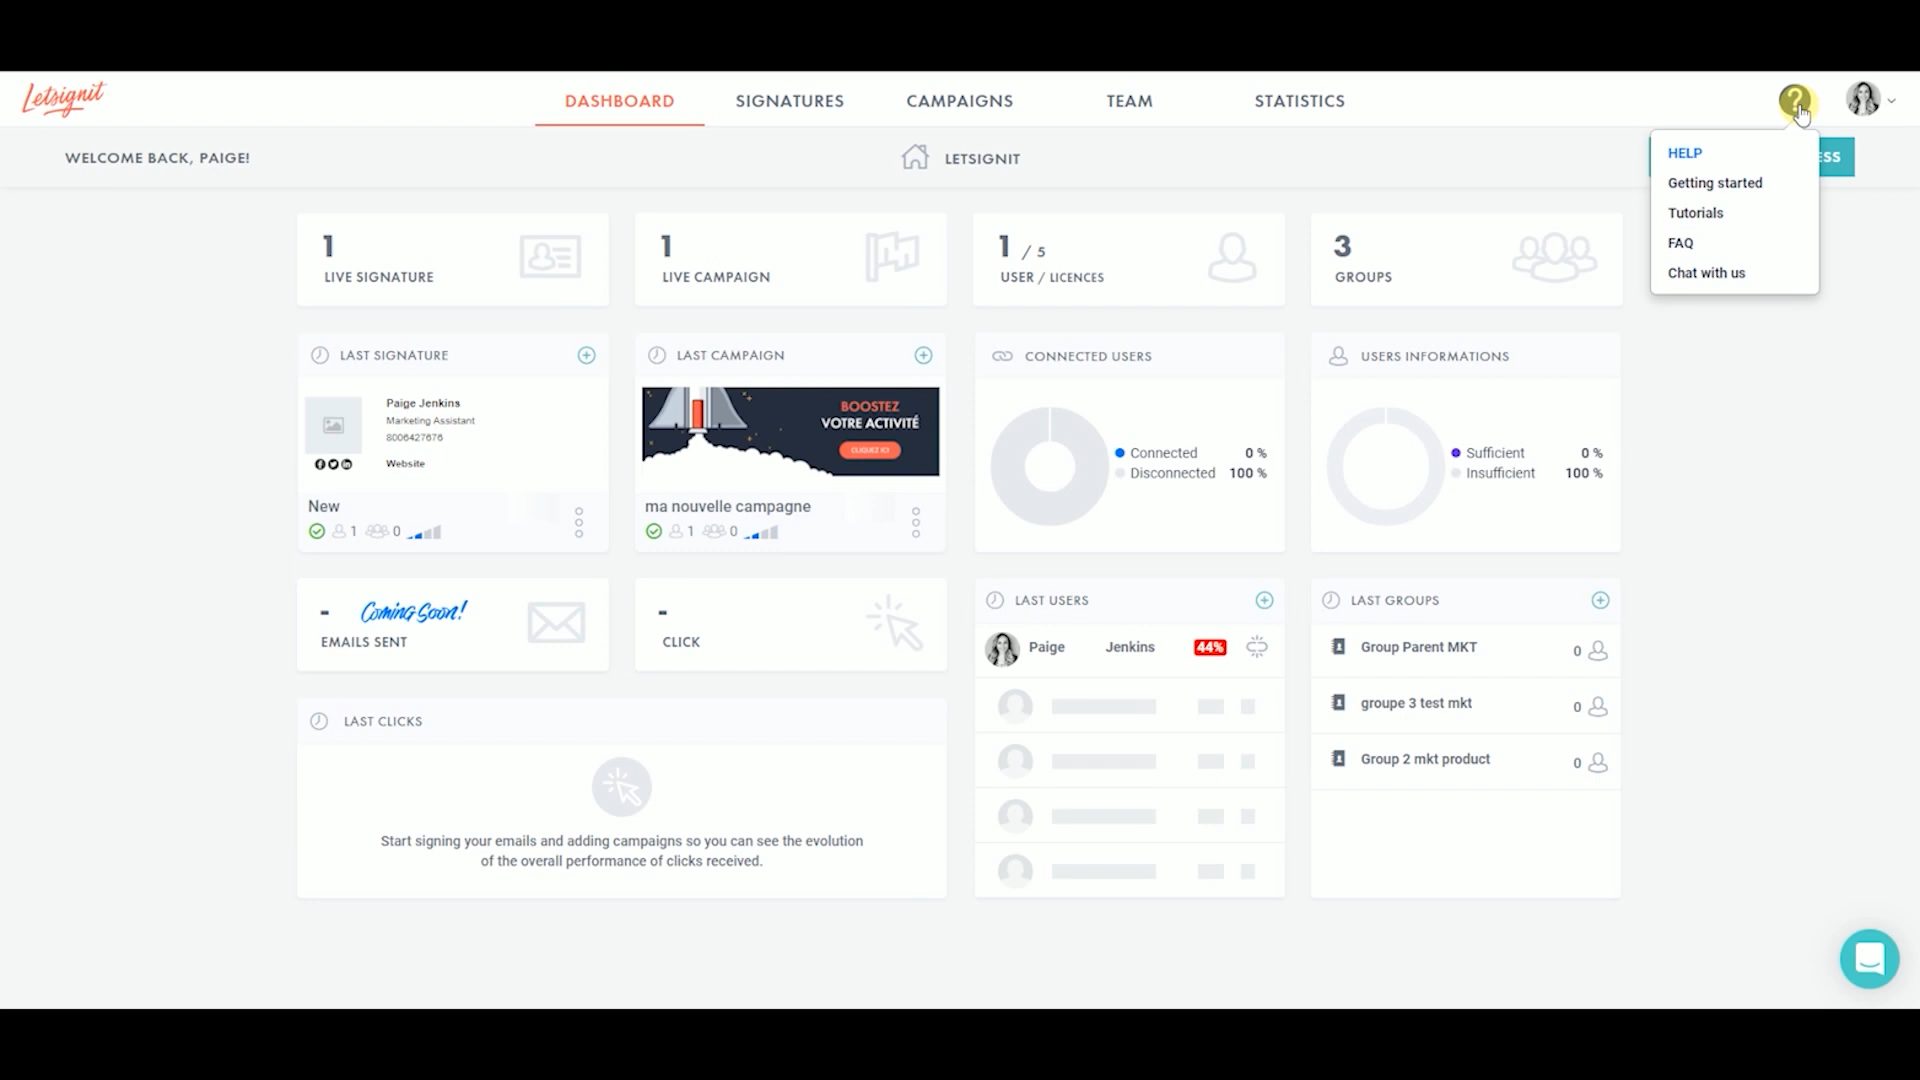 Letsignit
DASHBOARD
SIGNATURES
CAMPAIGNS
TEAM
STATISTICS
?
WELCOME BACK, PAIGE!
LETSIGNIT
ESS
HELP
Getting started
Tutorials
FAQ
Chat with us
1
LIVE SIGNATURE
1
LIVE CAMPAIGN
1 / 5
USER / LICENCES
3
GROUPS
LAST SIGNATURE
Paige Jenkins
Marketing Assistant
8006427676
Website
New
1 0
LAST CAMPAIGN
BOOSTEZ
VOTRE ACTIVITÉ
CLIQUEZ ICI
ma nouvelle campagne
1 0
CONNECTED USERS
Connected 0 %
Disconnected 100 %
USERS INFORMATIONS
Sufficient 0 %
Insufficient 100 %
- Coming Soon!
EMAILS SENT
-
CLICK
LAST USERS
Paige Jenkins 44%
LAST GROUPS
Group Parent MKT 0
groupe 3 test mkt 0
Group 2 mkt product 0
LAST CLICKS
Start signing your emails and adding campaigns so you can see the evolution
of the overall performance of clicks received.